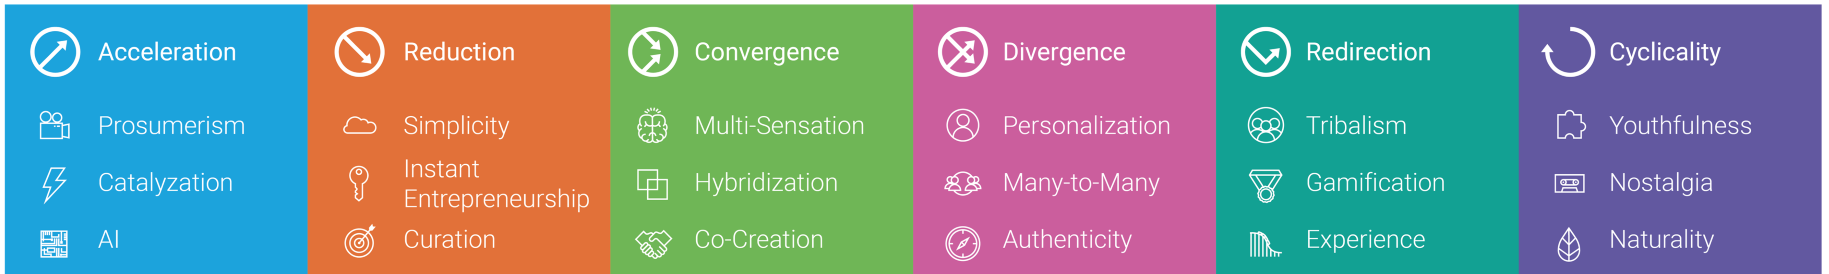 Acceleration
Prosumerism
Catalyzation
AI
Reduction
Simplicity
Instant
Entrepreneurship
Curation
Convergence
Multi-Sensation
Hybridization
Co-Creation
Divergence
Personalization
Many-to-Many
Authenticity
Redirection
Tribalism
Gamification
Experience
Cyclicality
Youthfulness
Nostalgia
Naturality